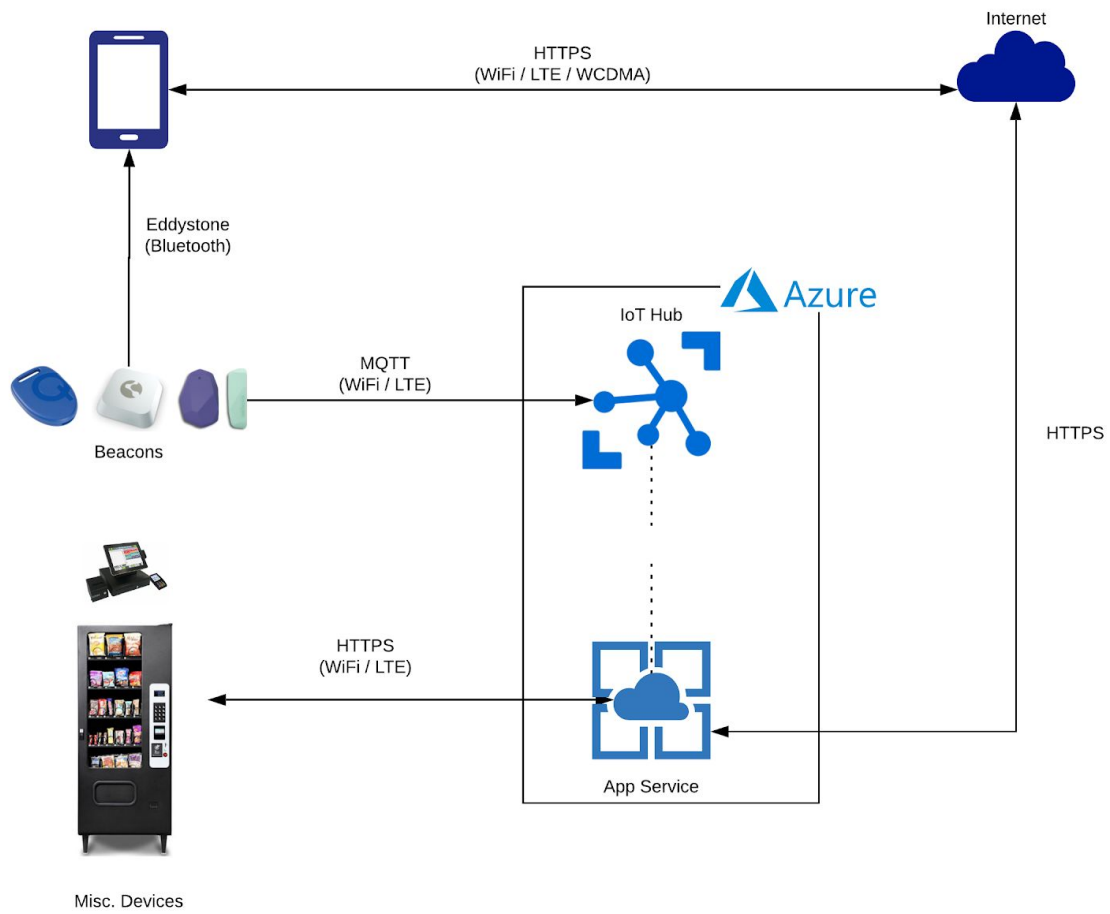 Internet
HTTPS
(WiFi / LTE / WCDMA)
Eddystone
(Bluetooth)
Azure
IoT Hub
MQTT
(WiFi / LTE)
Beacons
HTTPS
HTTPS
(WiFi / LTE)
App Service
Misc. Devices